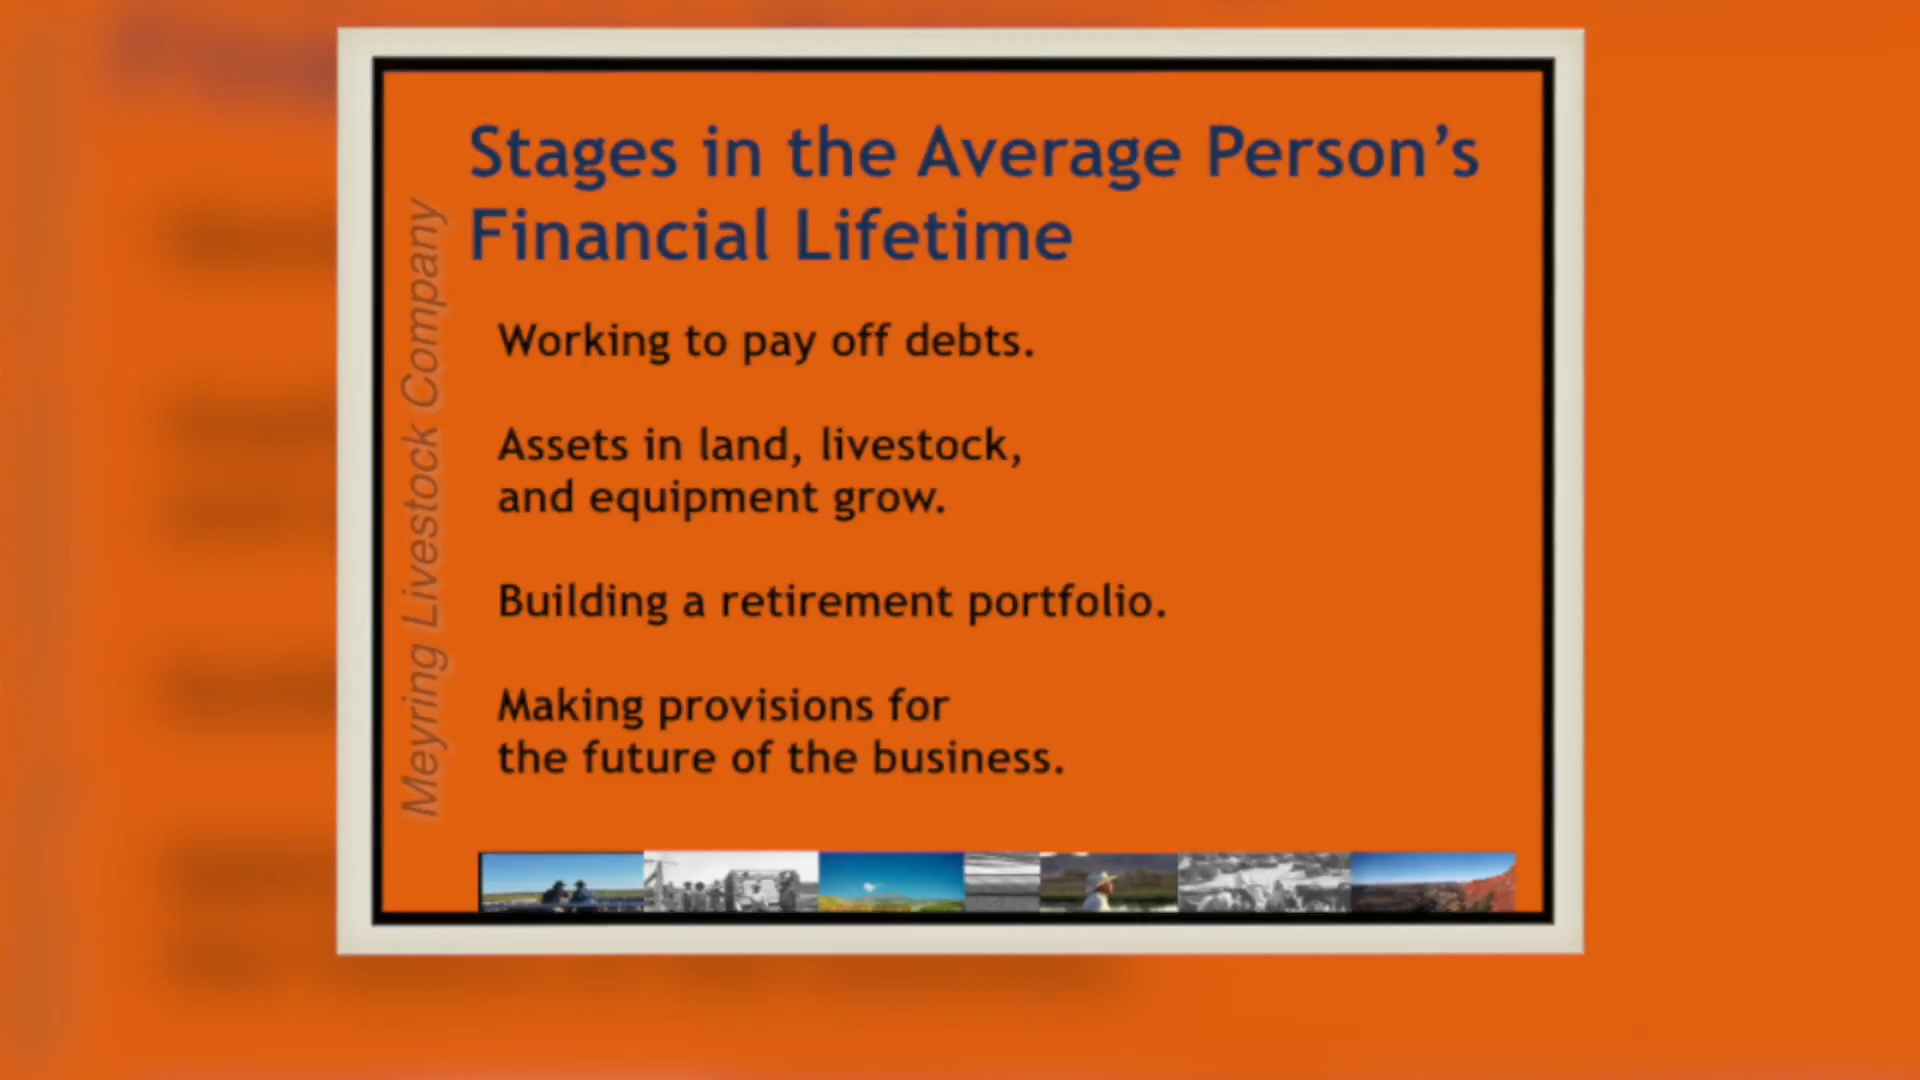 Stages in the Average Person's
Financial Lifetime
Working to pay off debts.
Assets in land, livestock,
and equipment grow.
Building a retirement portfolio.
Making provisions for
the future of the business.
Meyring Livestock Company